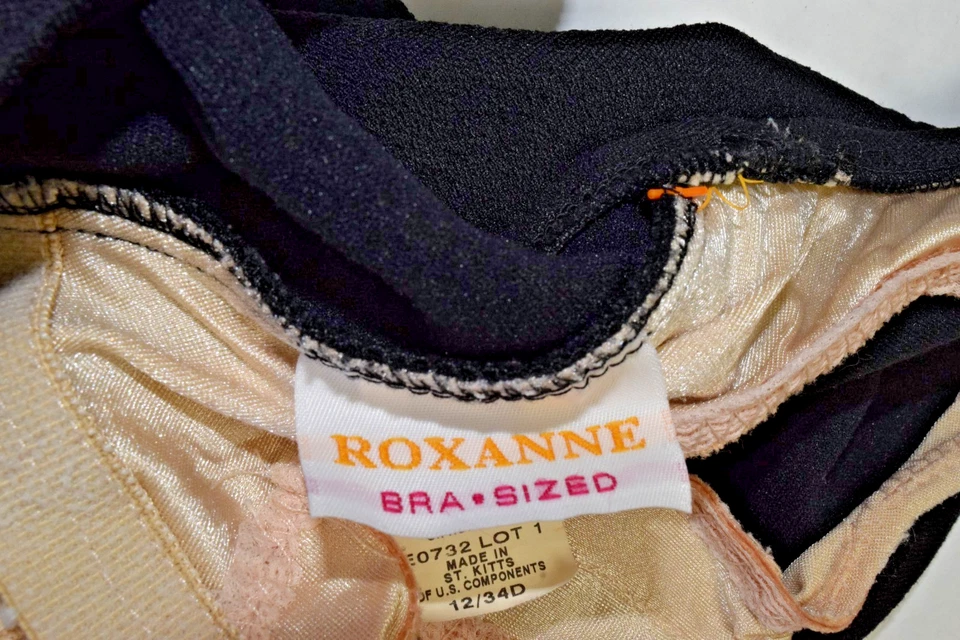 ROXANNE
BRA•SIZED
E0732 LOT 1
MADE IN
ST. KITTS
OF U.S. COMPONENTS
12/34D